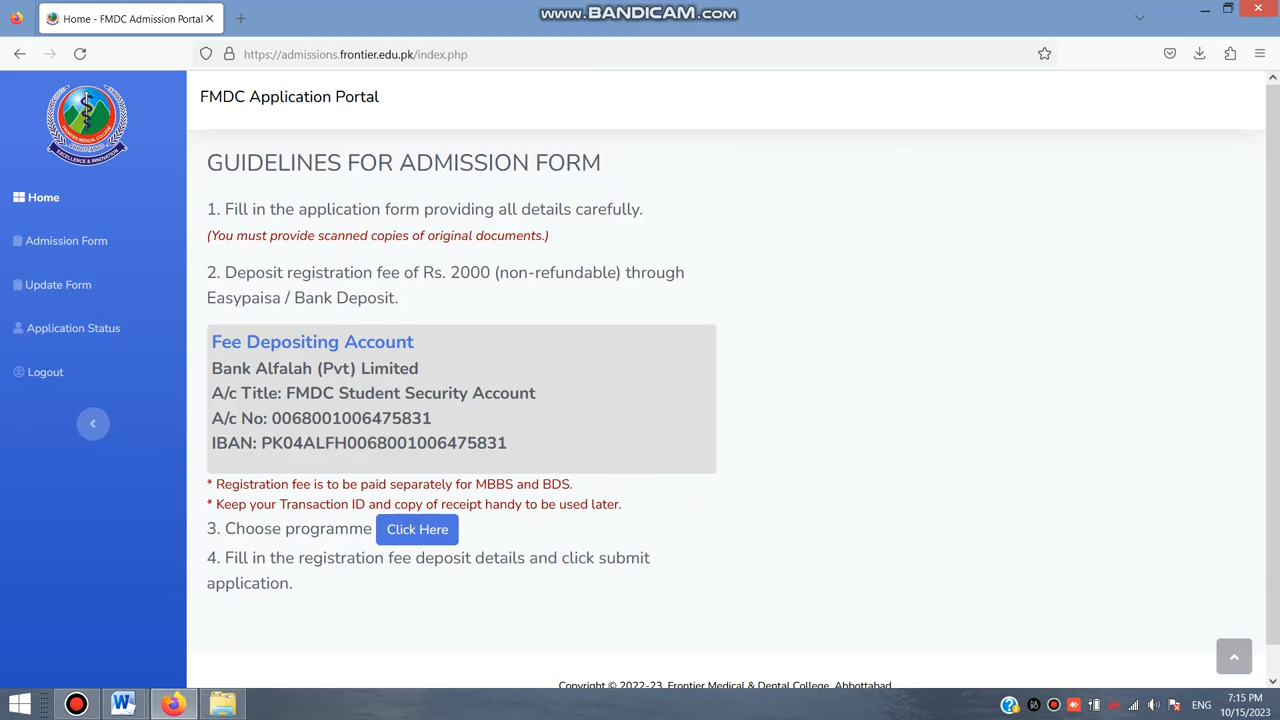 Home - FMDC Admission Portal
www.BANDICAM.com
https://admissions.frontier.edu.pk/index.php
FRONTIER MEDICAL COLLEGE
ABBOTTABAD
EXCELLENCE & INNOVATION
Home
Admission Form
Update Form
Application Status
Logout
FMDC Application Portal
GUIDELINES FOR ADMISSION FORM
1. Fill in the application form providing all details carefully.
(You must provide scanned copies of original documents.)
2. Deposit registration fee of Rs. 2000 (non-refundable) through
Easypaisa / Bank Deposit.
Fee Depositing Account
Bank Alfalah (Pvt) Limited
A/c Title: FMDC Student Security Account
A/c No: 0068001006475831
IBAN: PK04ALFH0068001006475831
* Registration fee is to be paid separately for MBBS and BDS.
* Keep your Transaction ID and copy of receipt handy to be used later.
3. Choose programme Click Here
4. Fill in the registration fee deposit details and click submit
application.
Copyright © 2022-23, Frontier Medical & Dental College, Abbottabad
ENG
7:15 PM
10/15/2023